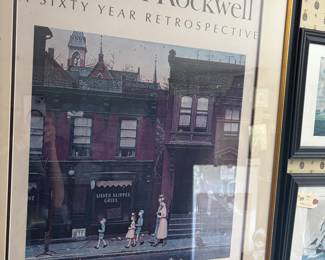 Rockwell
SIXTY YEAR RETROSPECTIVE
SILVER SLIPPER
GRILL